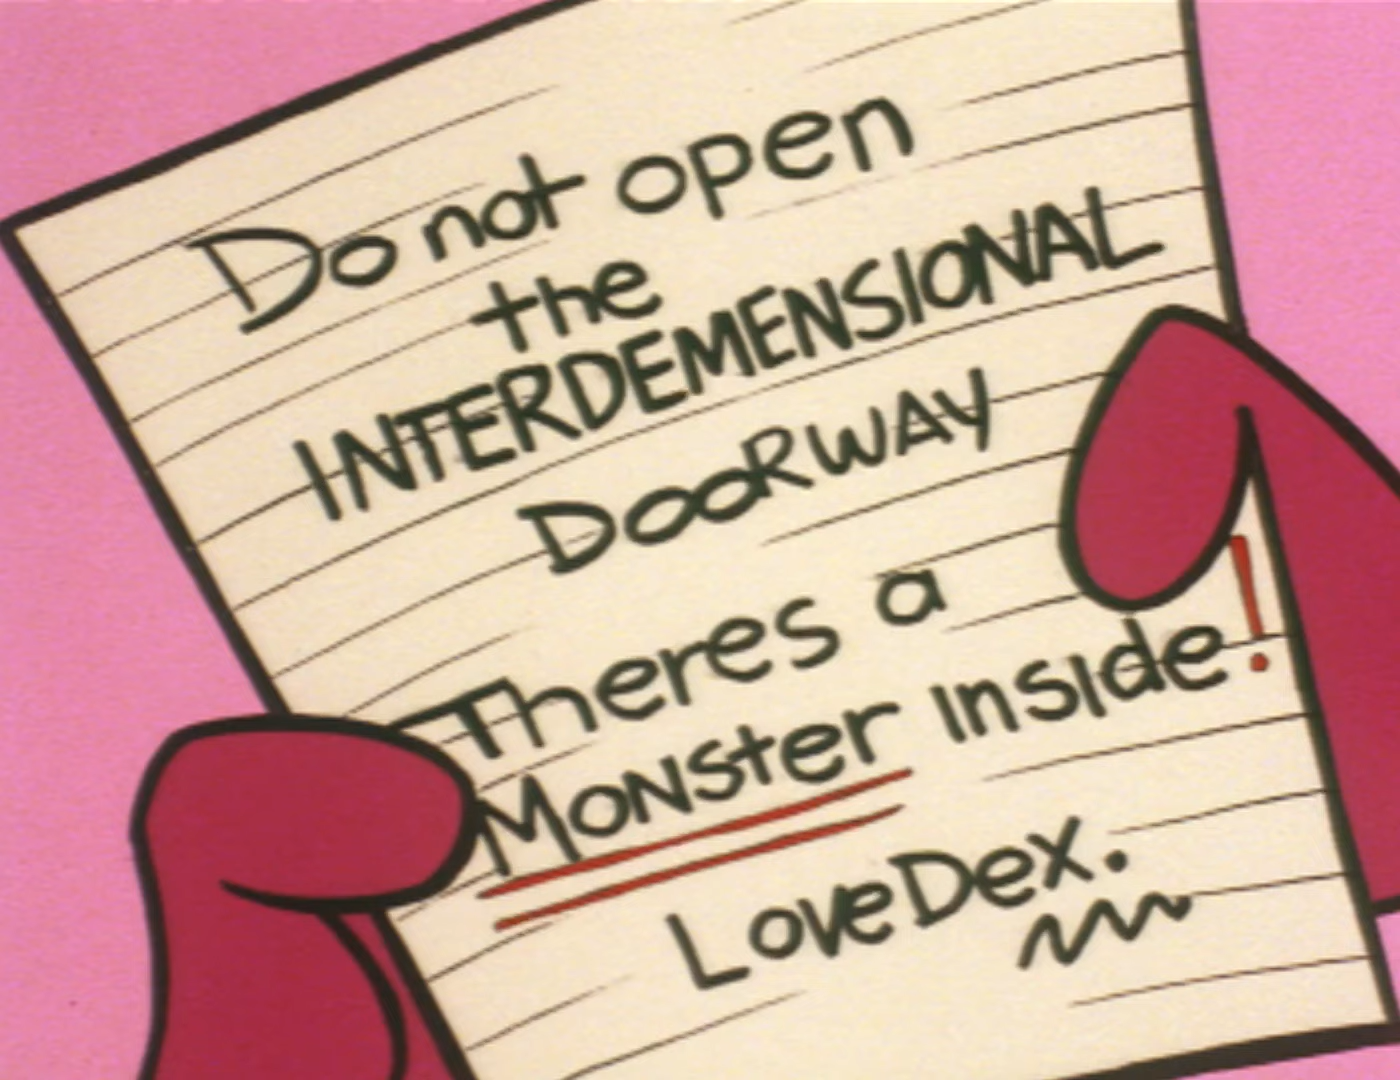 Do not open
the
INTERDEMENSIONAL
DOORWAY
Theres a
Monster inside!
Love Dex.